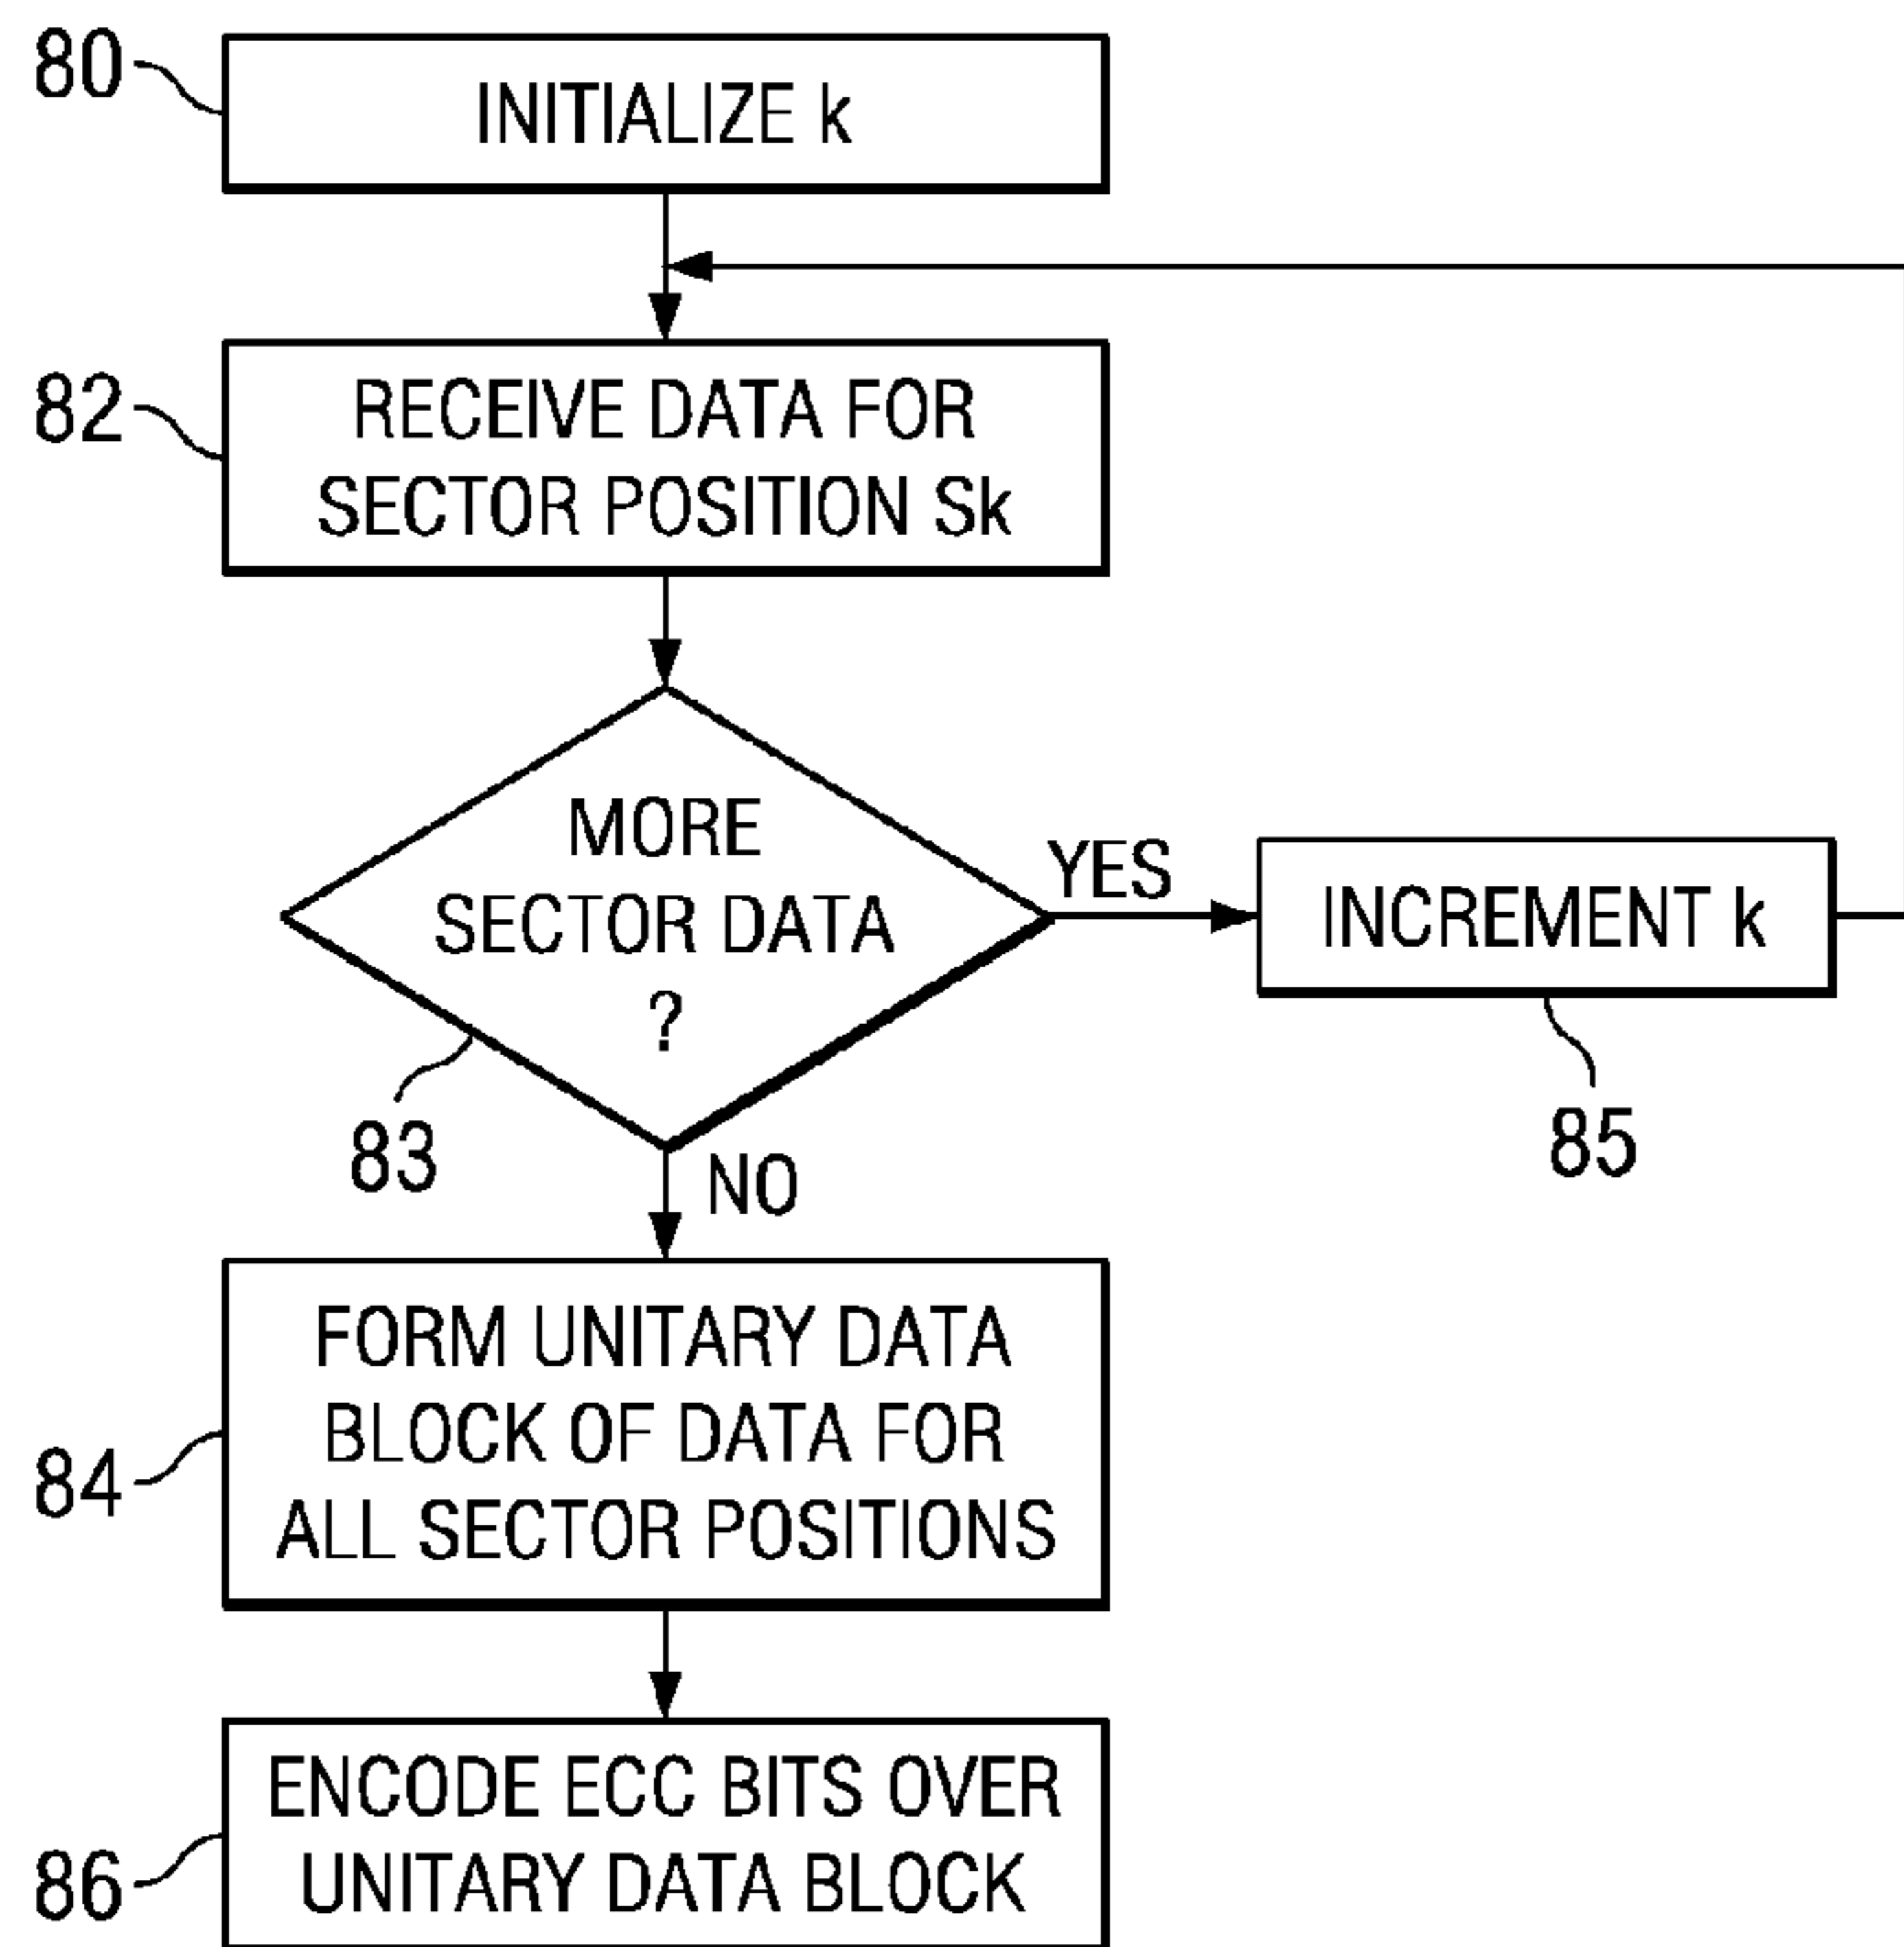 80
INITIALIZE k
82
RECEIVE DATA FOR
SECTOR POSITION Sk
MORE
SECTOR DATA
?
83
YES
INCREMENT k
85
NO
84
FORM UNITARY DATA
BLOCK OF DATA FOR
ALL SECTOR POSITIONS
86
ENCODE ECC BITS OVER
UNITARY DATA BLOCK